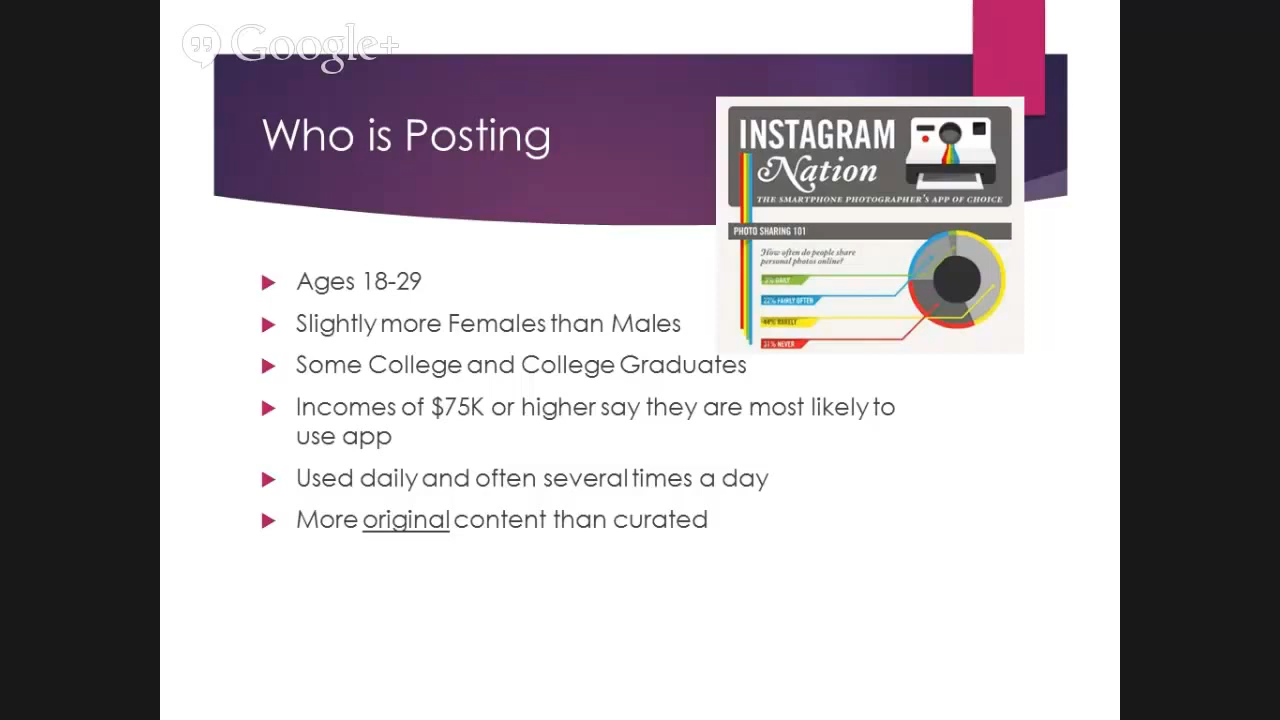 Google+
Who is Posting
INSTAGRAM
Nation
THE SMARTPHONE PHOTOGRAPHER'S APP OF CHOICE
PHOTO SHARING 101
How often do people share
personal photos online?
DAILY
22% FAIRLY OFTEN
44% RARELY
31% NEVER
Ages 18-29
Slightly more Females than Males
Some College and College Graduates
Incomes of $75K or higher say they are most likely to
use app
Used daily and often several times a day
More original content than curated